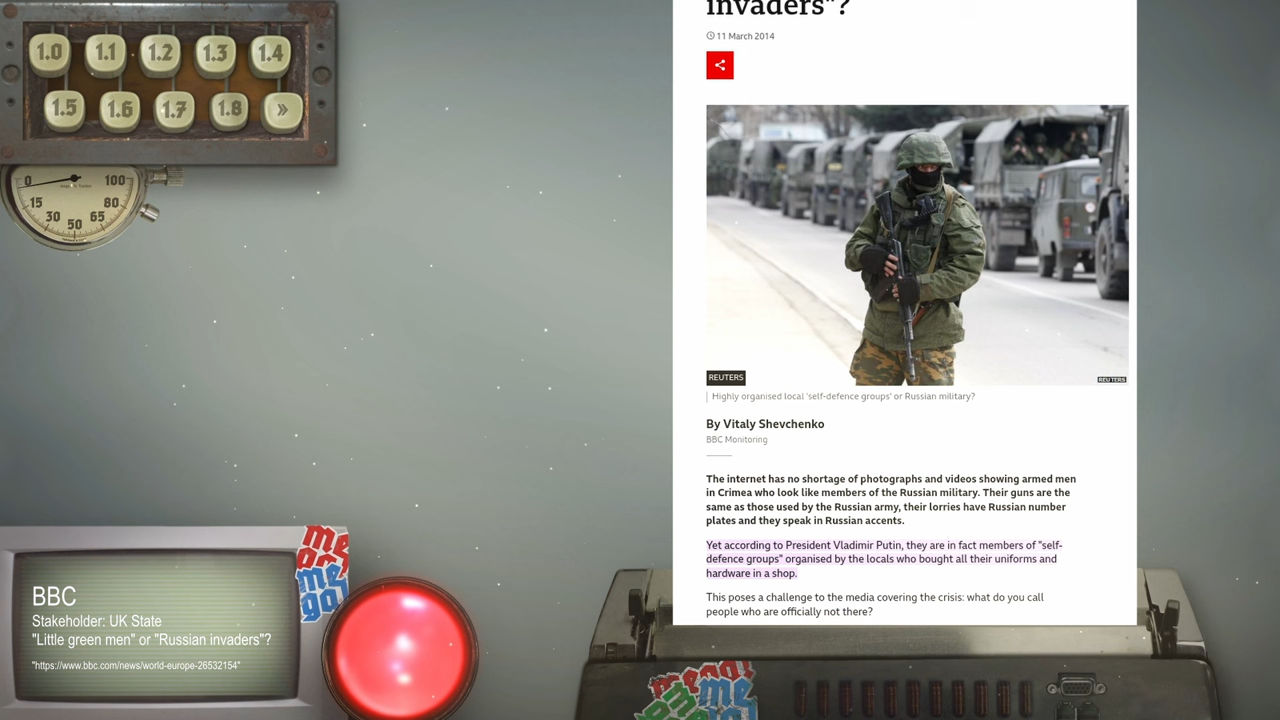 1.0 1.1 1.2 1.3 1.4
1.5 1.6 1.7 1.8 »
0 100
15 80
30 65
50
invaders"?
11 March 2014
REUTERS
REUTERS
Highly organised local 'self-defence groups' or Russian military?
By Vitaly Shevchenko
BBC Monitoring
The internet has no shortage of photographs and videos showing armed men
in Crimea who look like members of the Russian military. Their guns are the
same as those used by the Russian army, their lorries have Russian number
plates and they speak in Russian accents.
Yet according to President Vladimir Putin, they are in fact members of "self-
defence groups" organised by the locals who bought all their uniforms and
hardware in a shop.
This poses a challenge to the media covering the crisis: what do you call
people who are officially not there?
BBC
Stakeholder: UK State
"Little green men" or "Russian invaders"?
"https://www.bbc.com/news/world-europe-26532154"